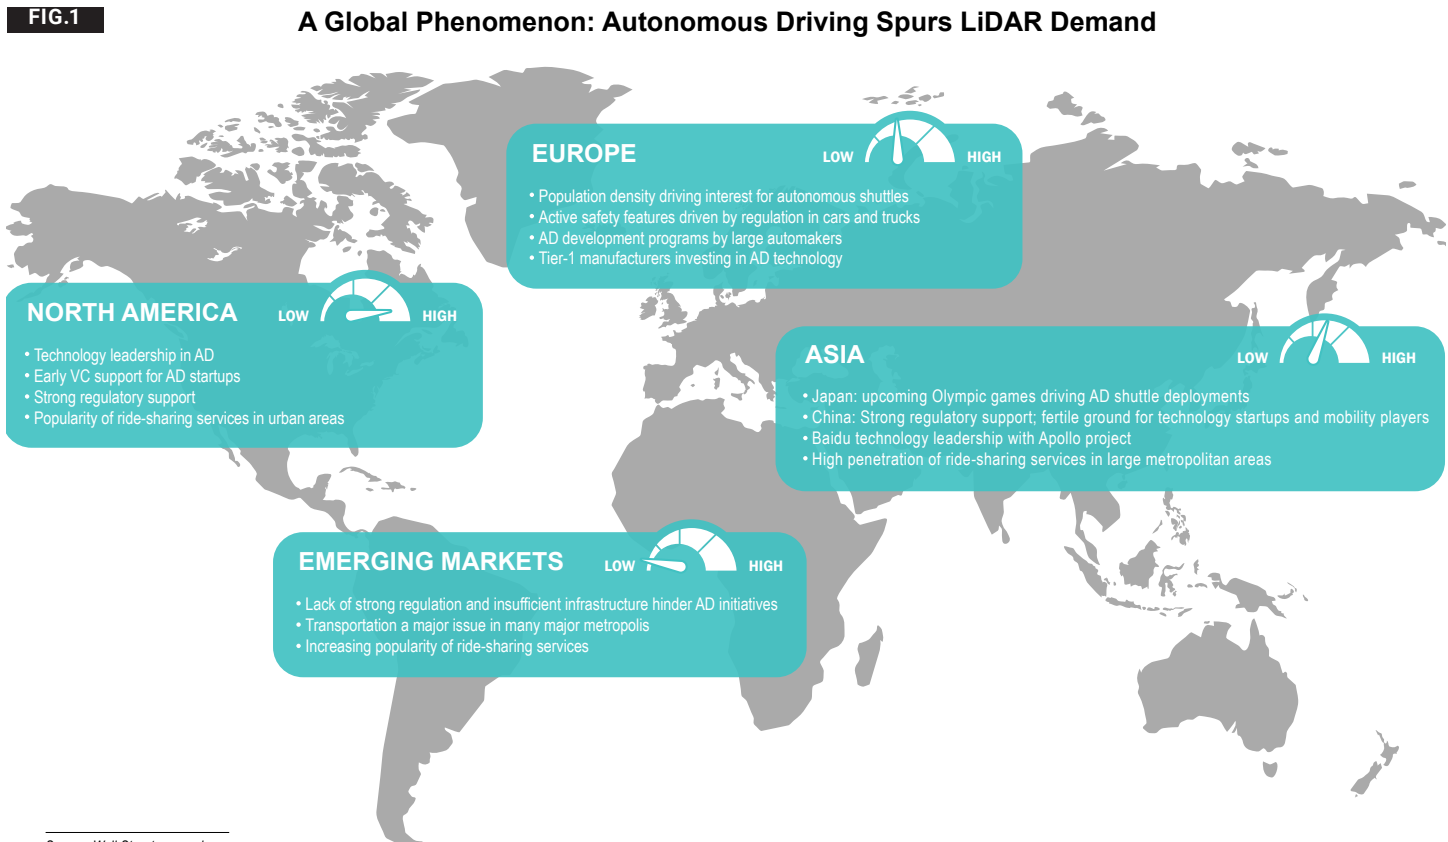 FIG.1
A Global Phenomenon: Autonomous Driving Spurs LiDAR Demand
EUROPE
LOW
HIGH
• Population density driving interest for autonomous shuttles
• Active safety features driven by regulation in cars and trucks
• AD development programs by large automakers
• Tier-1 manufacturers investing in AD technology
NORTH AMERICA
LOW
HIGH
• Technology leadership in AD
• Early VC support for AD startups
• Strong regulatory support
• Popularity of ride-sharing services in urban areas
ASIA
LOW
HIGH
• Japan: upcoming Olympic games driving AD shuttle deployments
• China: Strong regulatory support; fertile ground for technology startups and mobility players
• Baidu technology leadership with Apollo project
• High penetration of ride-sharing services in large metropolitan areas
EMERGING MARKETS
LOW
HIGH
• Lack of strong regulation and insufficient infrastructure hinder AD initiatives
• Transportation a major issue in many major metropolis
• Increasing popularity of ride-sharing services